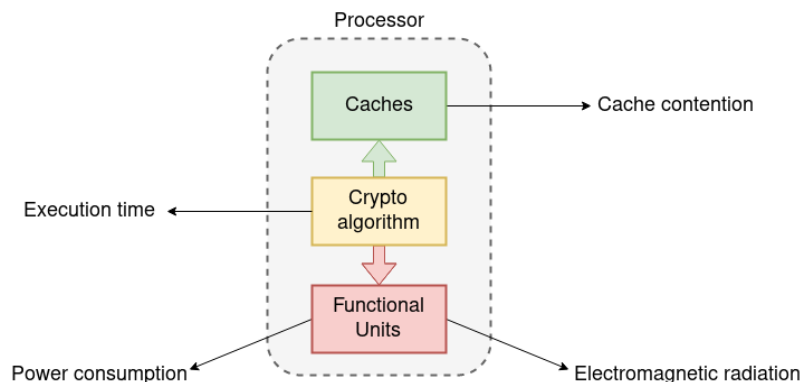 Processor
Caches
Cache contention
Crypto
algorithm
Execution time
Functional
Units
Power consumption
Electromagnetic radiation